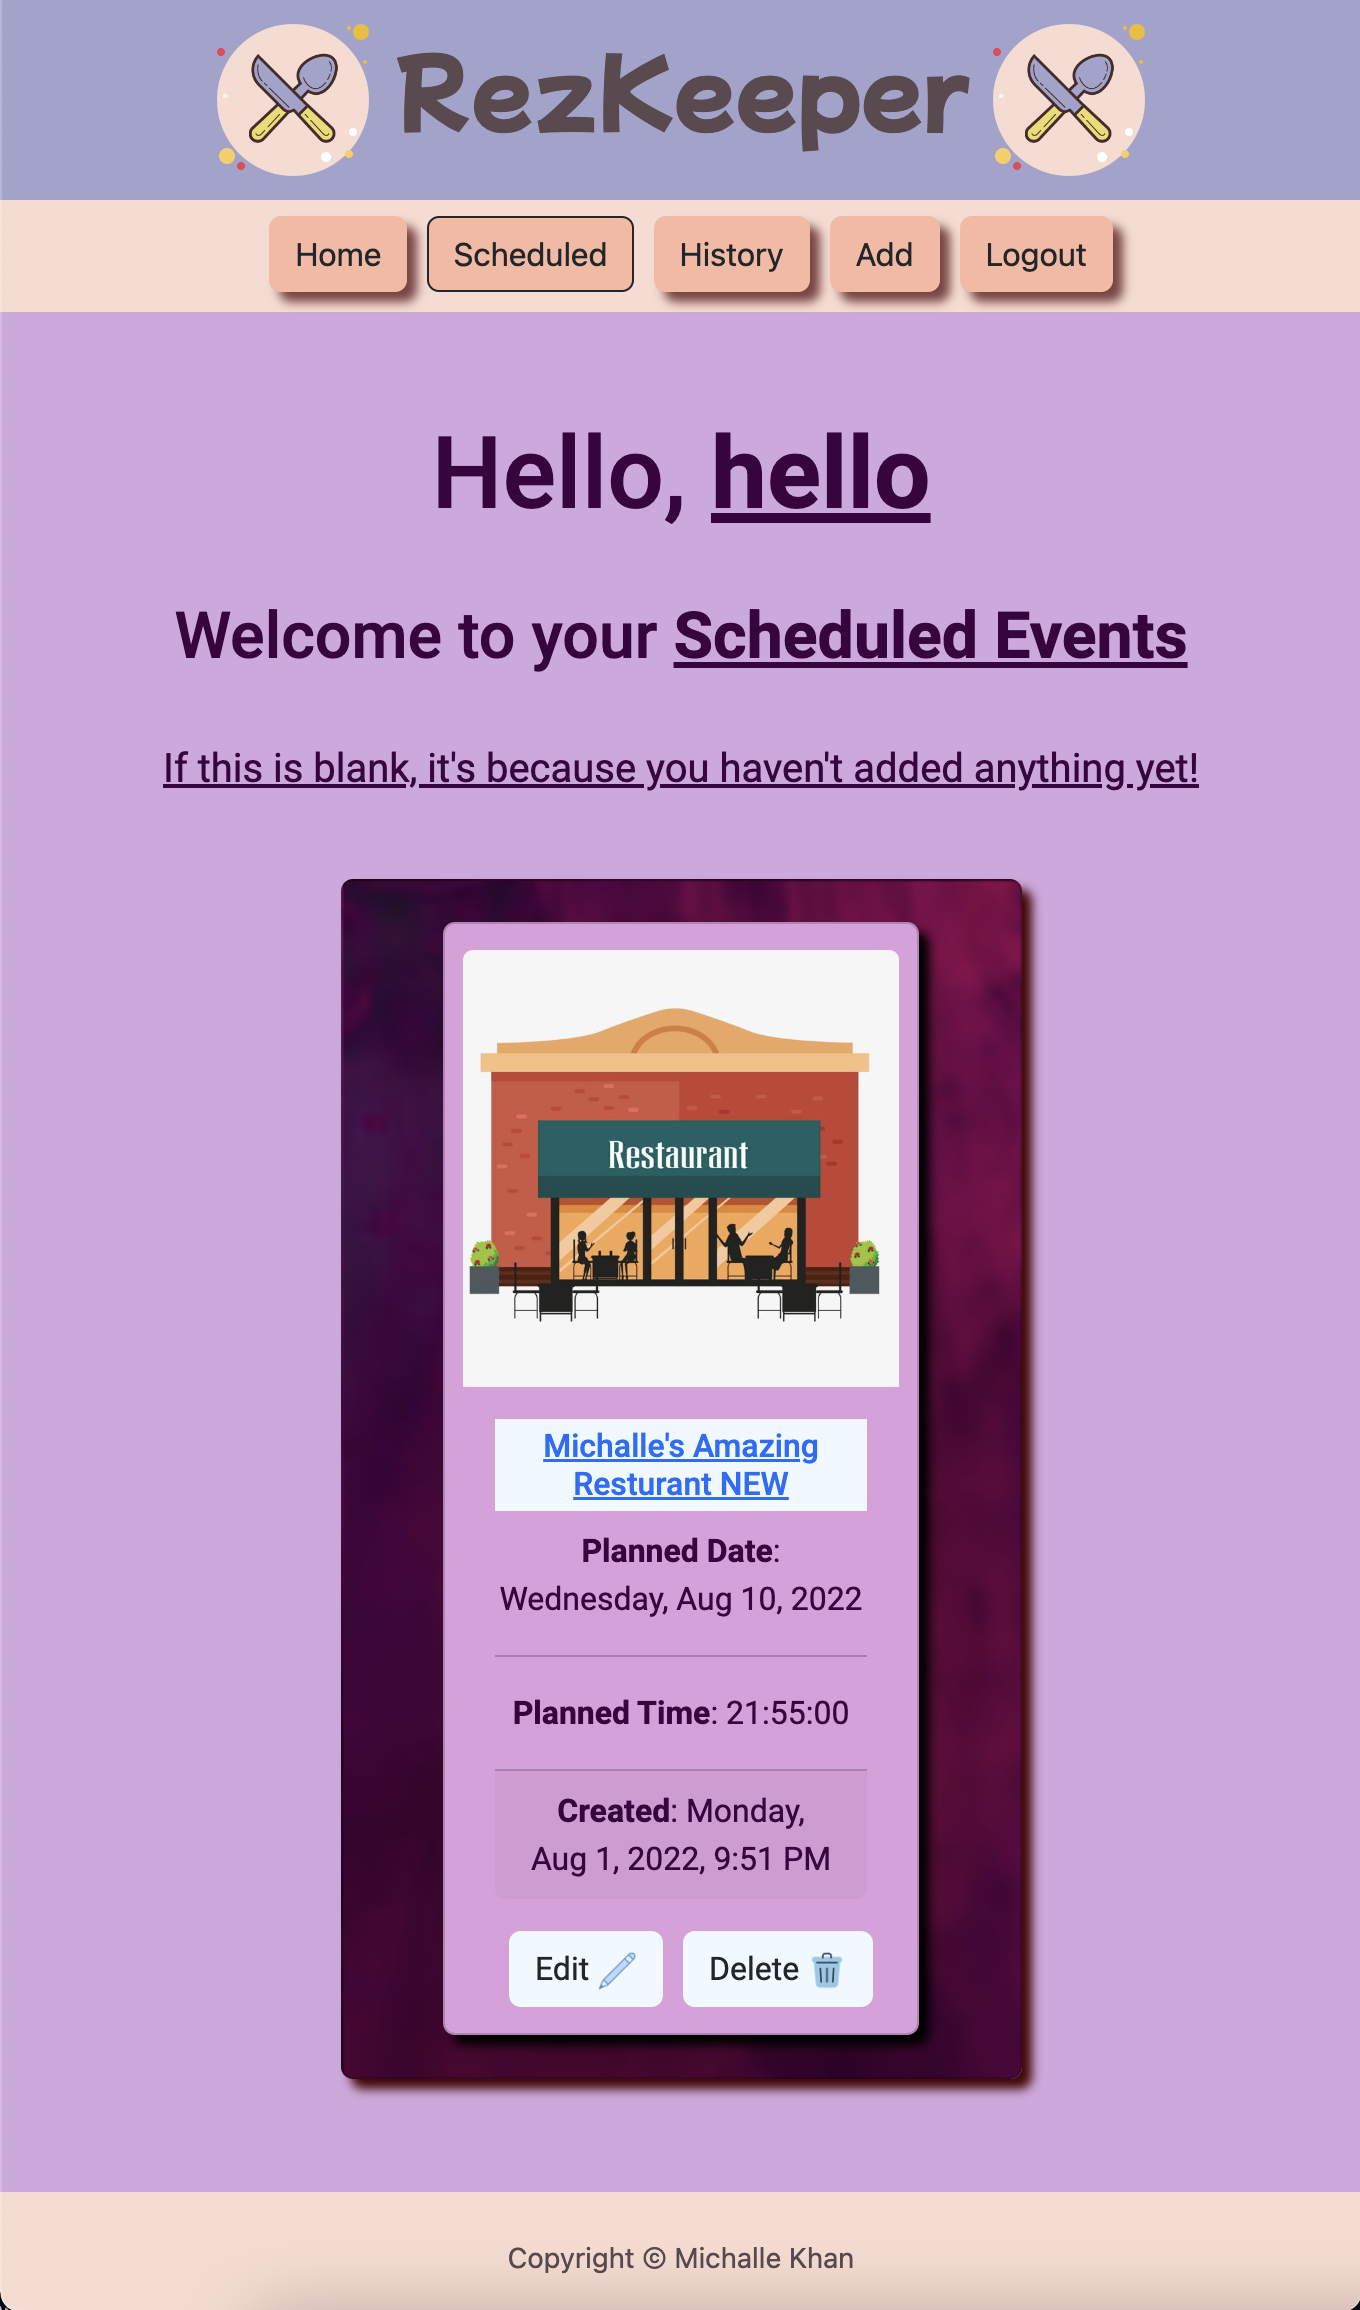 RezKeeper
Home Scheduled History Add Logout
Hello, hello
Welcome to your Scheduled Events
If this is blank, it's because you haven't added anything yet!
Restaurant
Michalle's Amazing
Resturant NEW
Planned Date:
Wednesday, Aug 10, 2022
Planned Time: 21:55:00
Created: Monday,
Aug 1, 2022, 9:51 PM
Edit Delete
Copyright © Michalle Khan